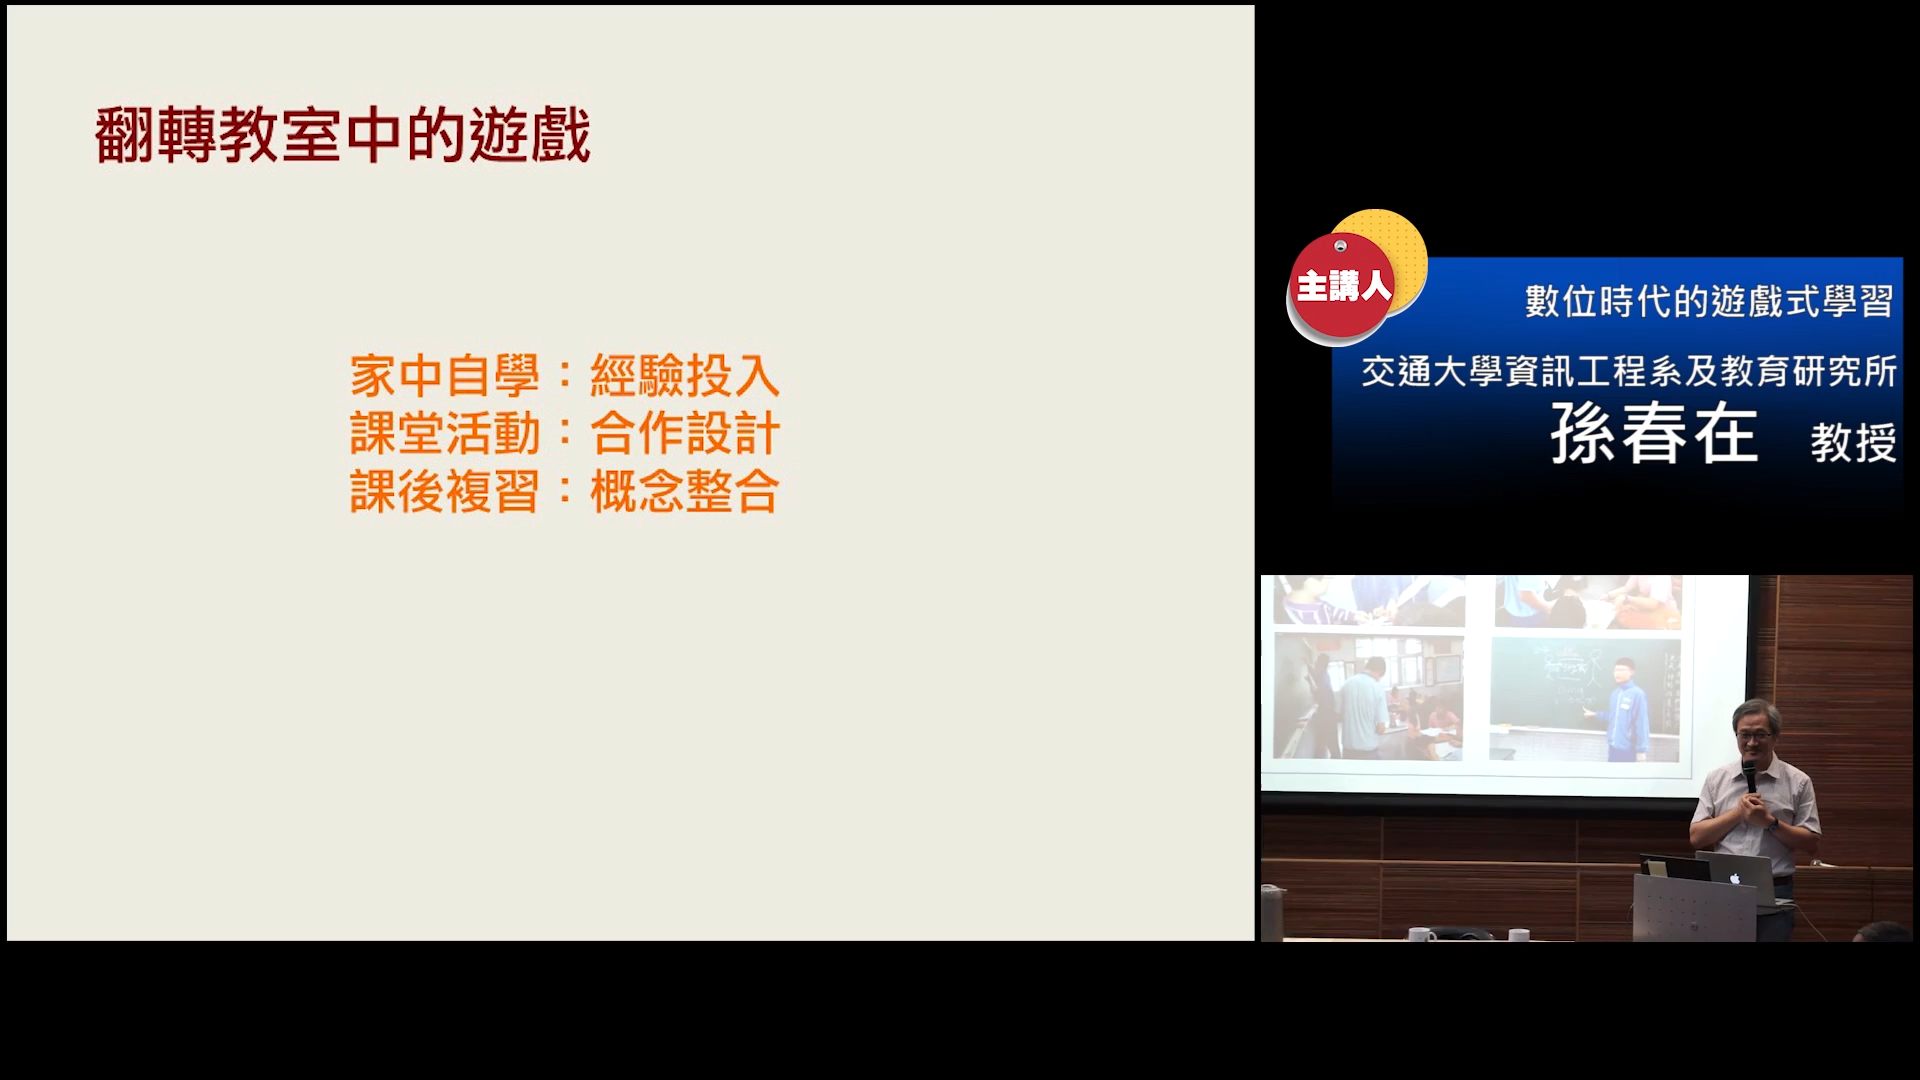 翻轉教室中的遊戲
家中自學：經驗投入
課堂活動：合作設計
課後複習：概念整合
主講人
數位時代的遊戲式學習
交通大學資訊工程系及教育研究所
孫春在 教授